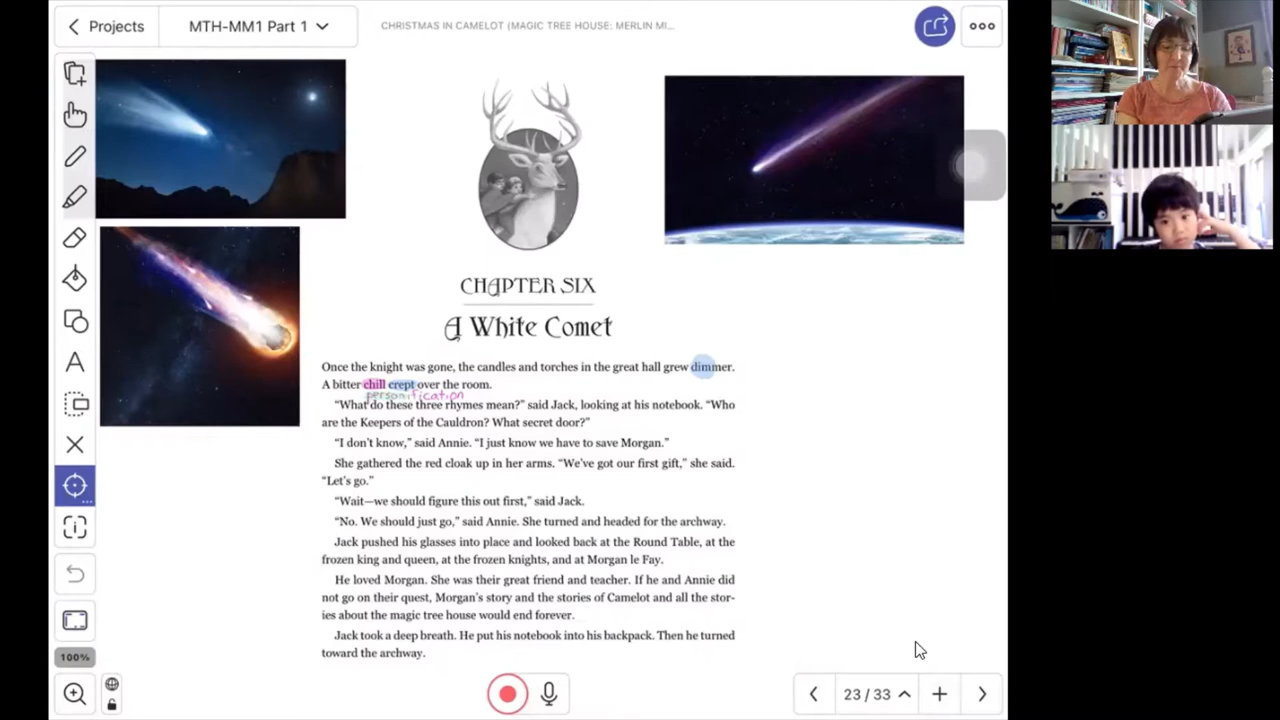 Projects
MTH-MM1 Part 1
CHRISTMAS IN CAMELOT (MAGIC TREE HOUSE: MERLIN MI...
CHAPTER SIX
A White Comet
Once the knight was gone, the candles and torches in the great hall grew dimmer.
A bitter chill crept over the room.
personification
“What do these three rhymes mean?” said Jack, looking at his notebook. “Who
are the Keepers of the Cauldron? What secret door?”
“I don’t know,” said Annie. “I just know we have to save Morgan.”
She gathered the red cloak up in her arms. “We’ve got our first gift,” she said.
“Let’s go.”
“Wait—we should figure this out first,” said Jack.
“No. We should just go,” said Annie. She turned and headed for the archway.
Jack pushed his glasses into place and looked back at the Round Table, at the
frozen king and queen, at the frozen knights, and at Morgan le Fay.
He loved Morgan. She was their great friend and teacher. If he and Annie did
not go on their quest, Morgan’s story and the stories of Camelot and all the stor-
ies about the magic tree house would end forever.
Jack took a deep breath. He put his notebook into his backpack. Then he turned
toward the archway.
100%
23 / 33